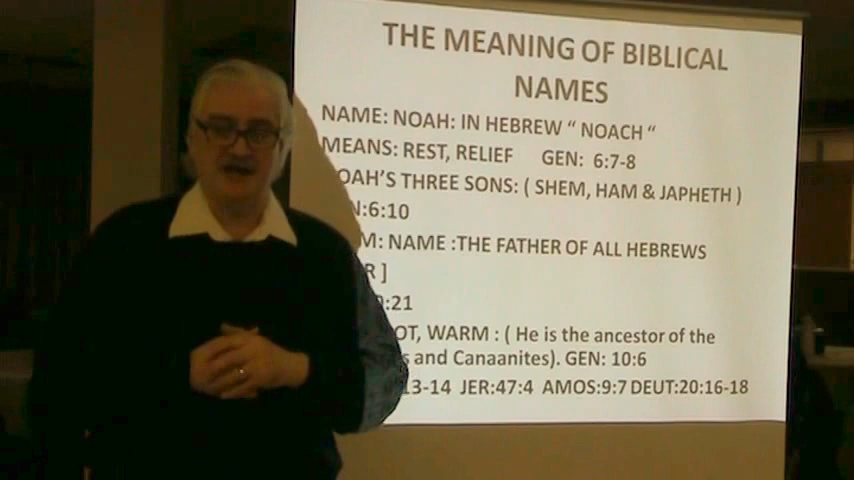 THE MEANING OF BIBLICAL
NAMES
NAME: NOAH: IN HEBREW “ NOACH “
MEANS: REST, RELIEF GEN: 6:7-8
OAH’S THREE SONS: ( SHEM, HAM & JAPHETH )
N:6:10
M: NAME :THE FATHER OF ALL HEBREWS
R ]
:21
OT, WARM : ( He is the ancestor of the
s and Canaanites). GEN: 10:6
13-14 JER:47:4 AMOS:9:7 DEUT:20:16-18